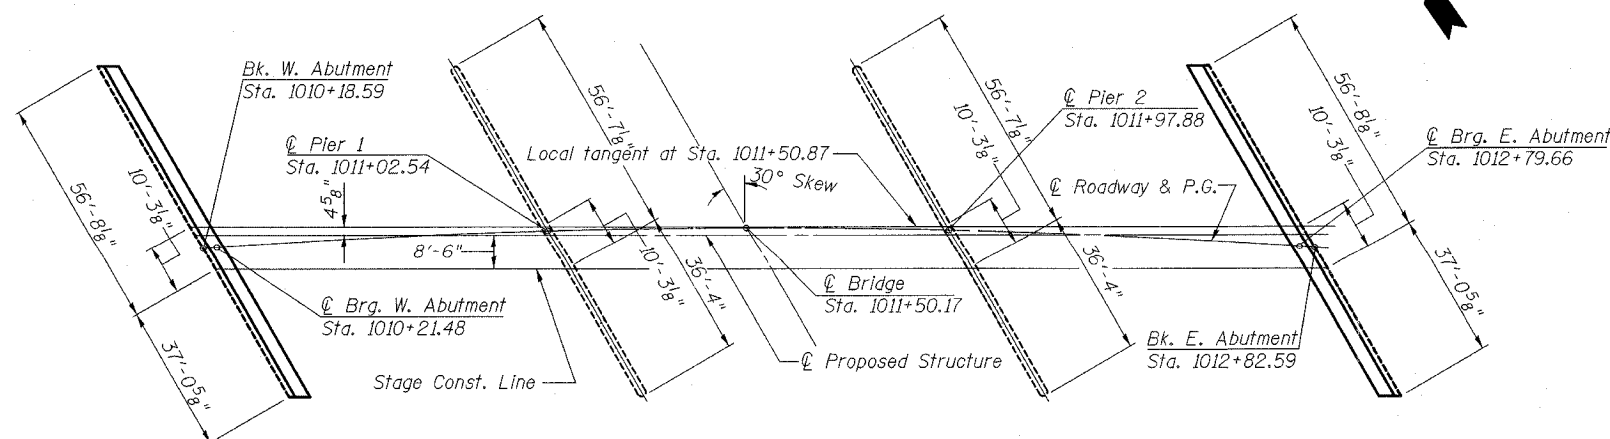 Bk. W. Abutment
Sta. 1010+18.59
℄ Pier 1
Sta. 1011+02.54
56'-8⅛"
10'-3⅛"
37'-0⅝"
4⅝"
8'-6"
℄ Brg. W. Abutment
Sta. 1010+21.48
Stage Const. Line
56'-7⅛"
10'-3⅛"
36'-4"
Local tangent at Sta. 1011+50.87
30° Skew
℄ Bridge
Sta. 1011+50.17
℄ Proposed Structure
56'-7⅛"
10'-3⅛"
36'-4"
℄ Pier 2
Sta. 1011+97.88
℄ Roadway & P.G.
Bk. E. Abutment
Sta. 1012+82.59
56'-8⅛"
10'-3⅛"
37'-0⅝"
℄ Brg. E. Abutment
Sta. 1012+79.66